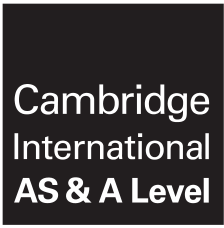 Cambridge
International
AS & A Level